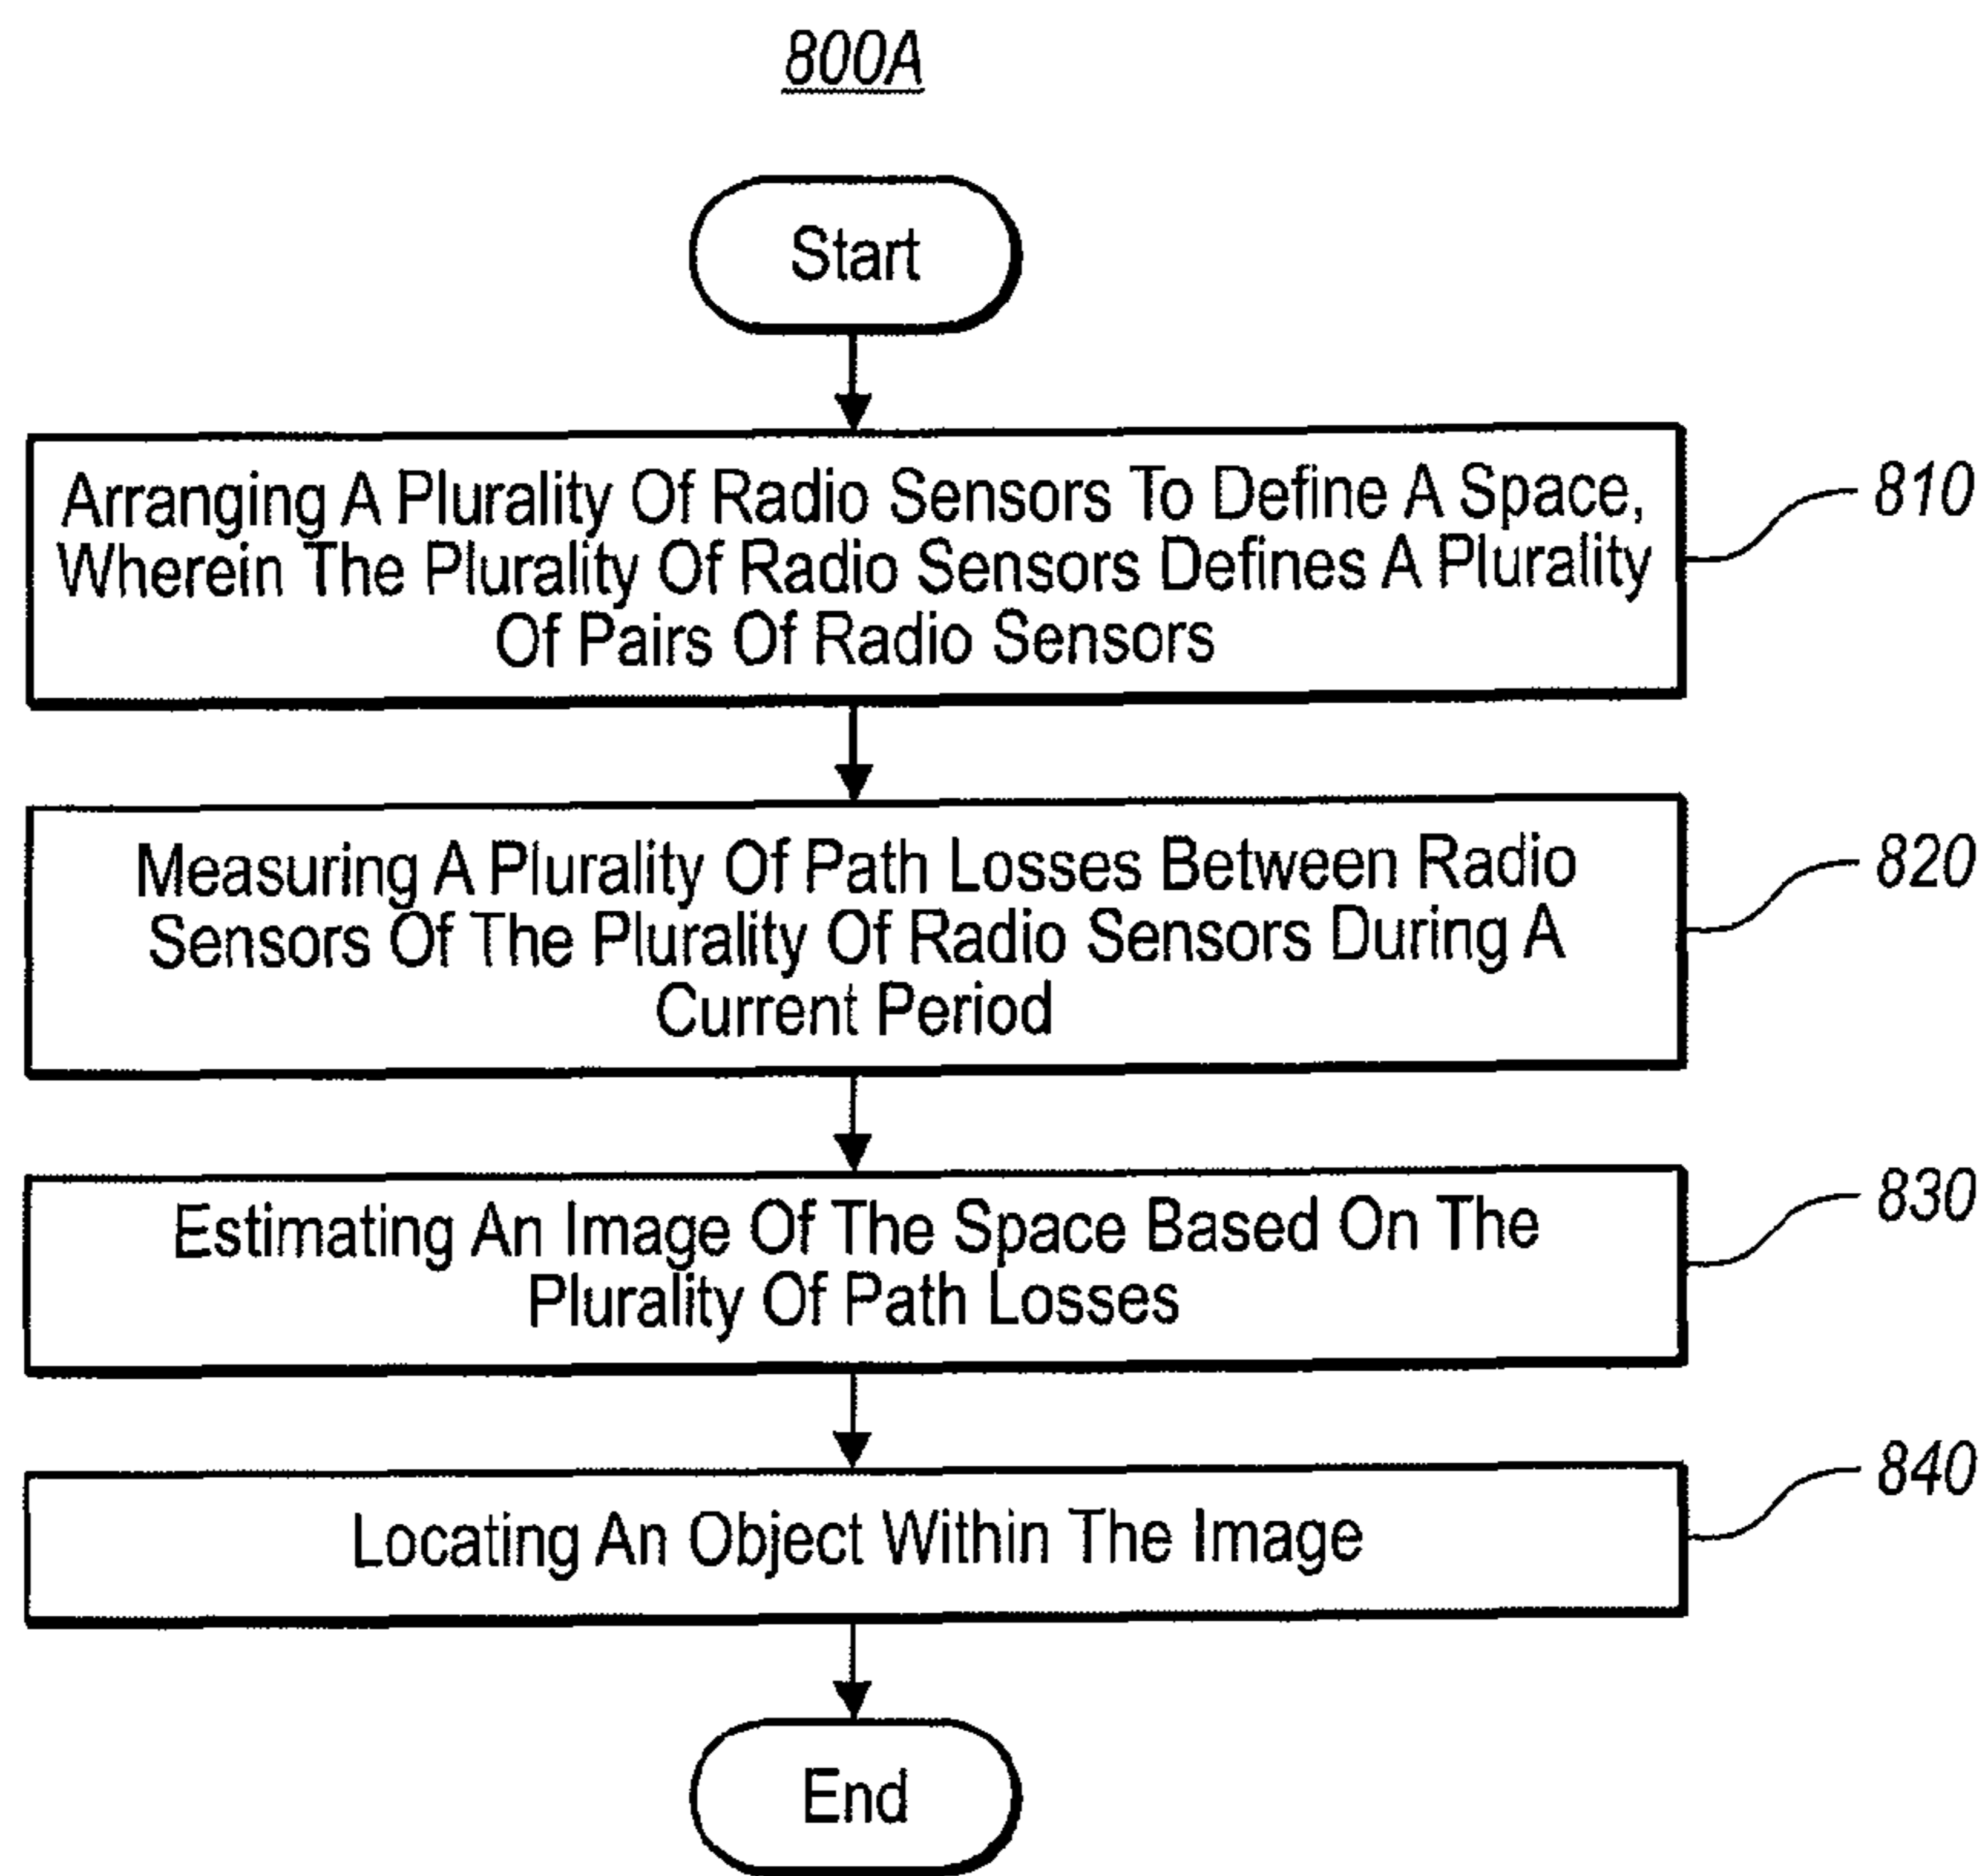 800A
Start
Arranging A Plurality Of Radio Sensors To Define A Space,
Wherein The Plurality Of Radio Sensors Defines A Plurality
Of Pairs Of Radio Sensors
810
Measuring A Plurality Of Path Losses Between Radio
Sensors Of The Plurality Of Radio Sensors During A
Current Period
820
Estimating An Image Of The Space Based On The
Plurality Of Path Losses
830
Locating An Object Within The Image
840
End